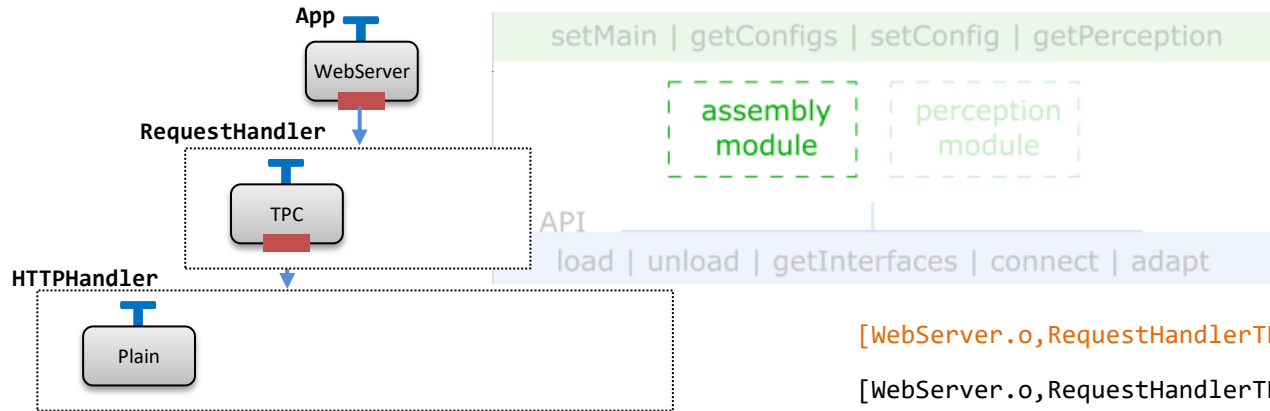 App
setMain | getConfigs | setConfig | getPerception
WebServer
assembly
module
perception
module
RequestHandler
TPC
API
load | unload | getInterfaces | connect | adapt
HTTPHandler
Plain
[WebServer.o,RequestHandlerT
[WebServer.o,RequestHandlerT